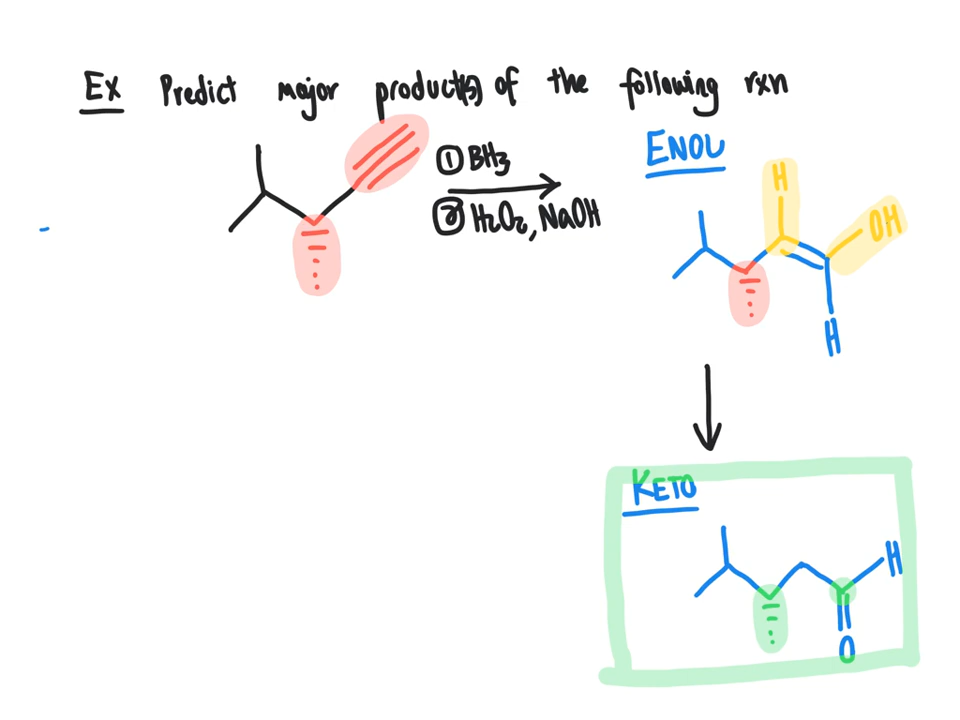 Ex Predict major product(s) of the following rxn
① BH₃
② H₂O₂, NaOH
ENOL
H
OH
H
KETO
H
O